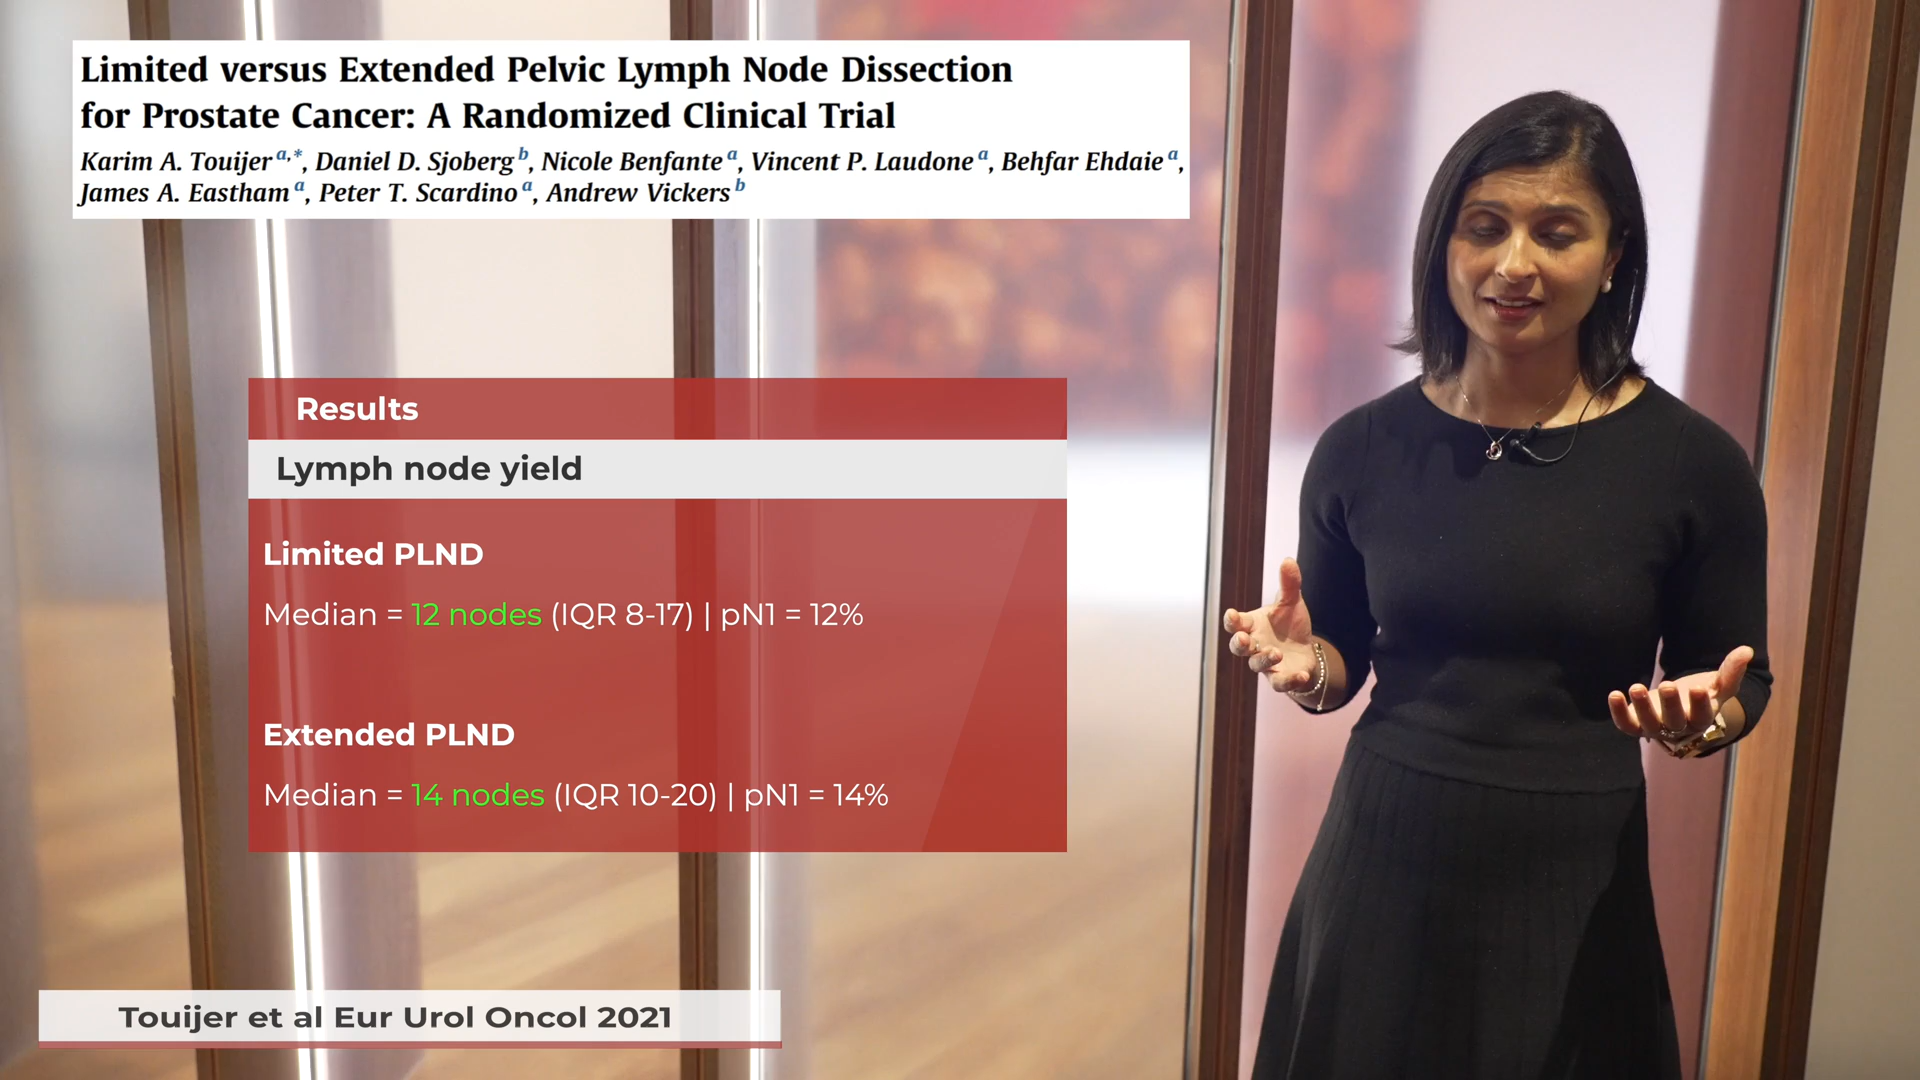 Limited versus Extended Pelvic Lymph Node Dissection
for Prostate Cancer: A Randomized Clinical Trial
Karim A. Touijer a,*, Daniel D. Sjoberg b, Nicole Benfante a, Vincent P. Laudone a, Behfar Ehdaie a,
James A. Eastham a, Peter T. Scardino a, Andrew Vickers b
Results
Lymph node yield
Limited PLND
Median = 12 nodes (IQR 8-17) | pN1 = 12%
Extended PLND
Median = 14 nodes (IQR 10-20) | pN1 = 14%
Touijer et al Eur Urol Oncol 2021